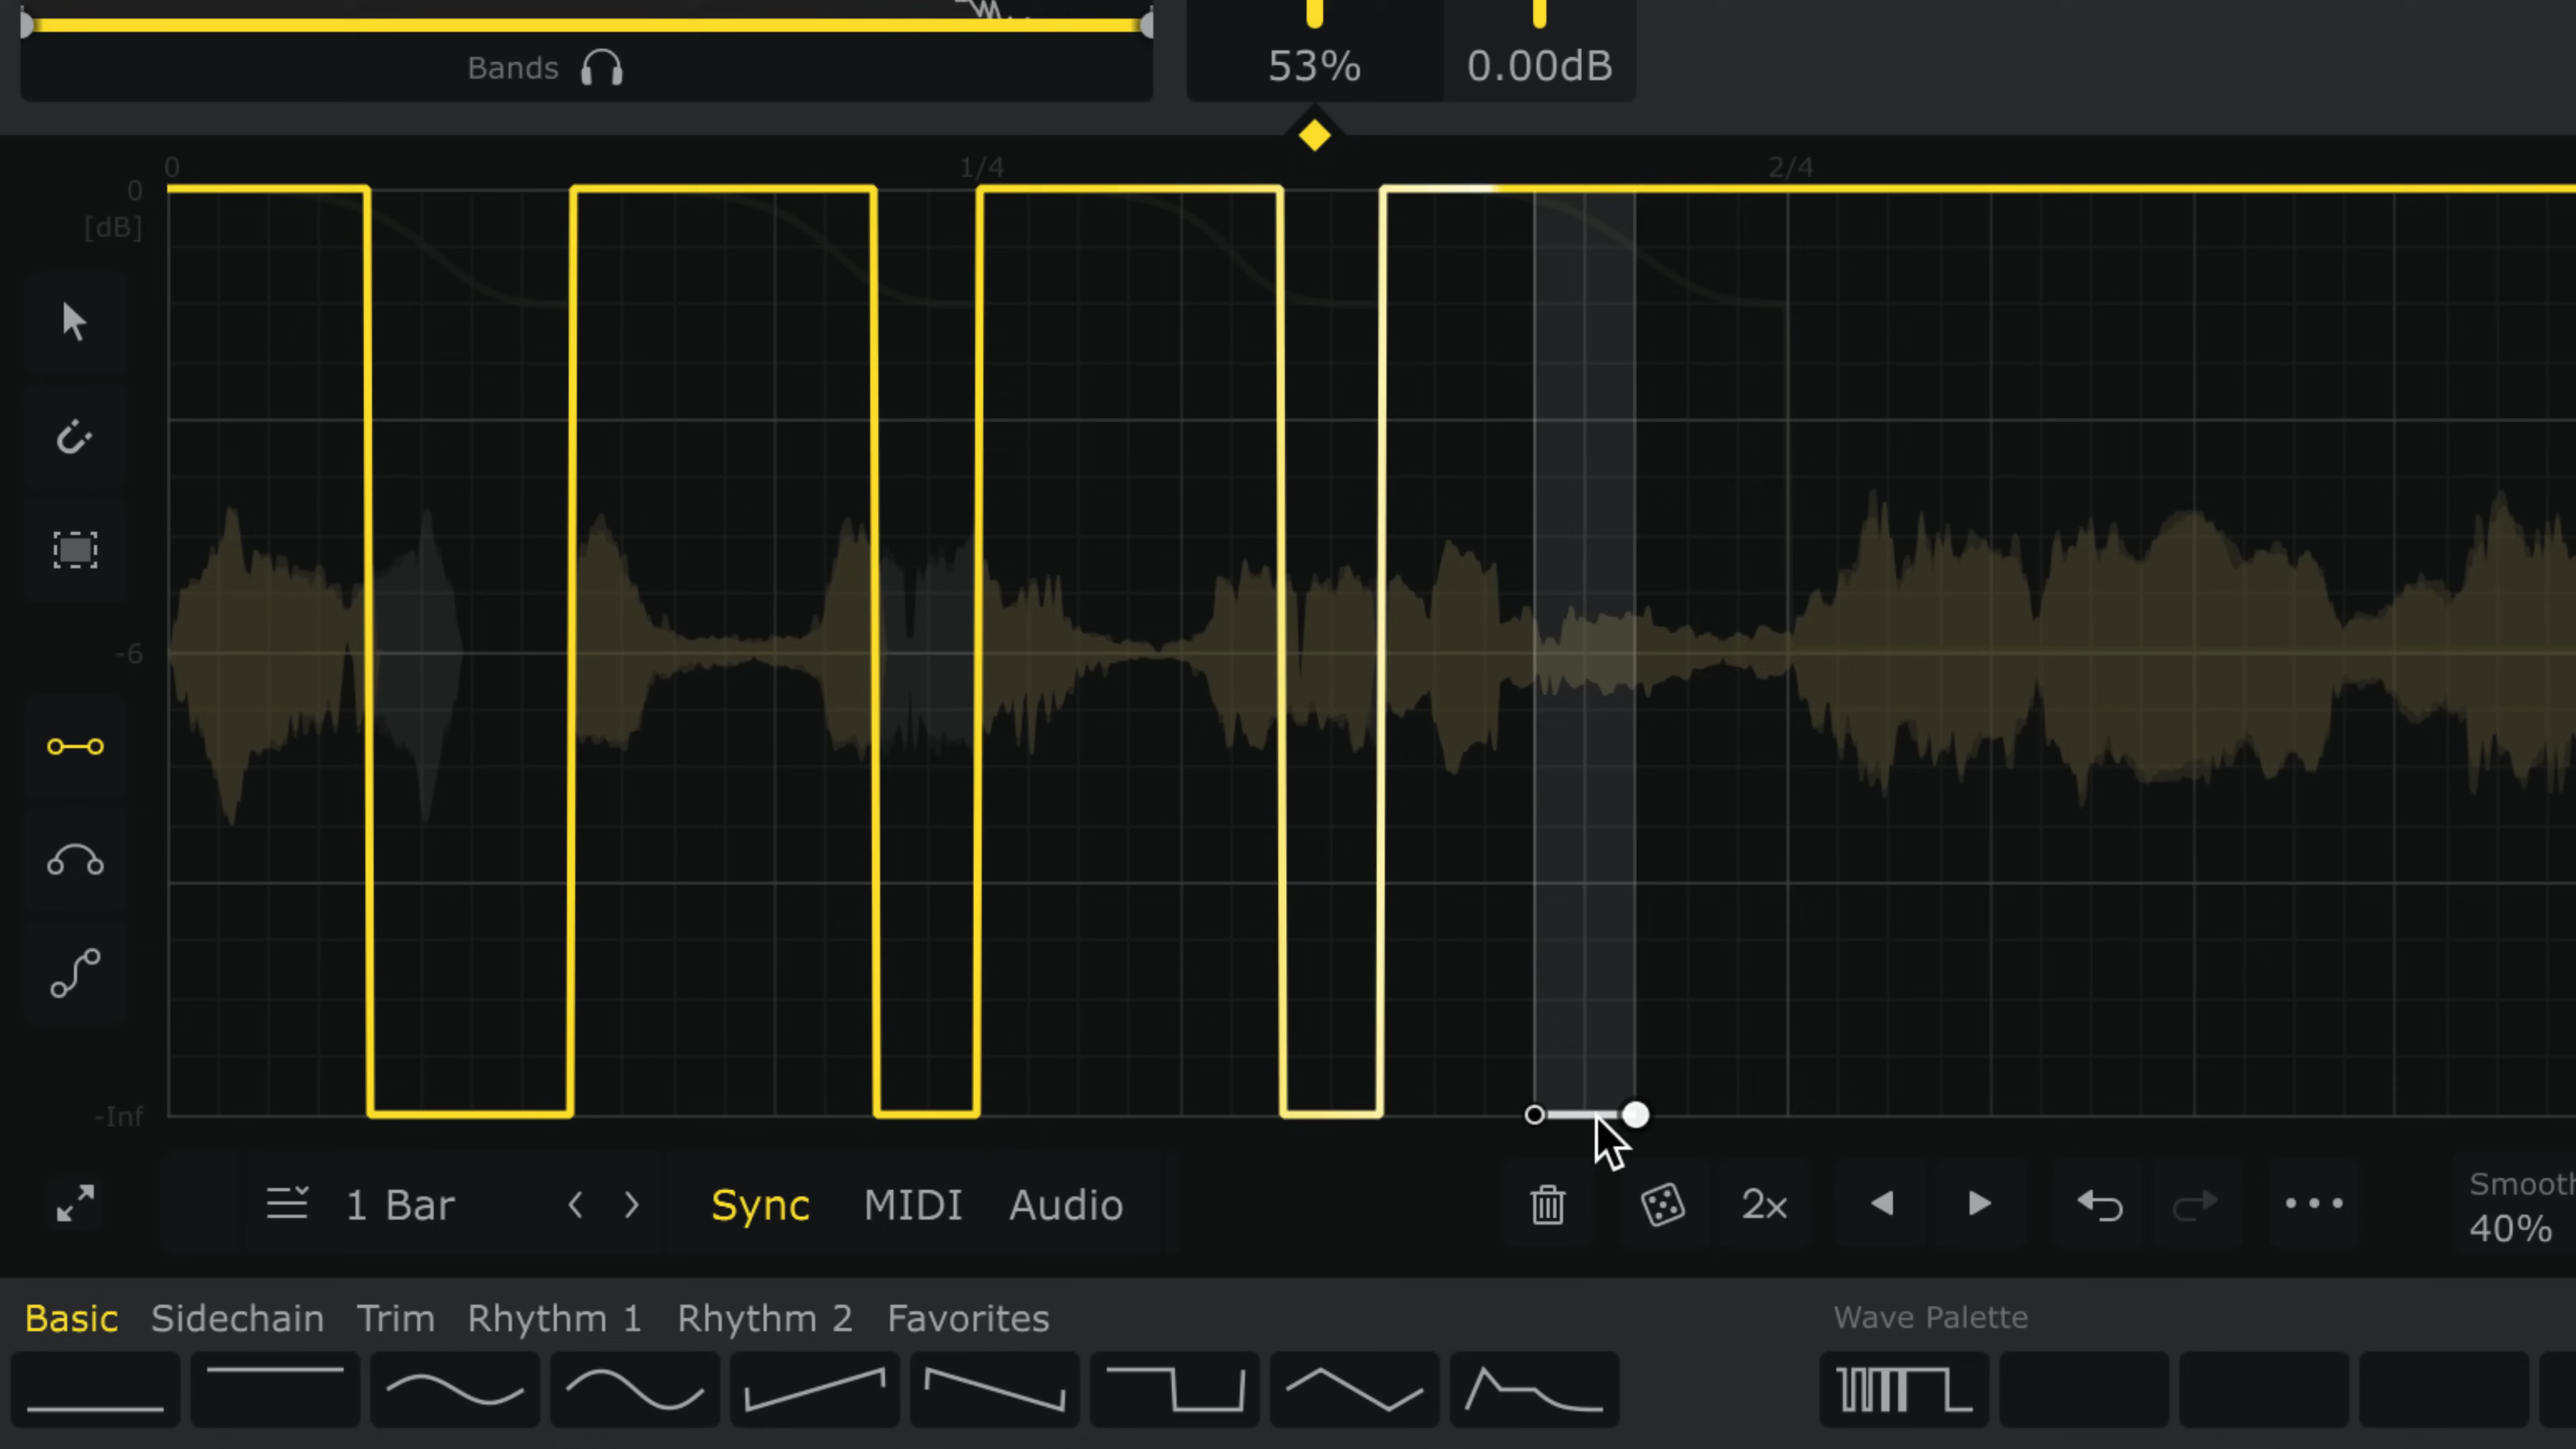 Bands
53%
0.00dB
0
1/4
2/4
0
[dB]
-6
-Inf
1 Bar
Sync
MIDI
Audio
2x
Smooth
40%
Basic
Sidechain
Trim
Rhythm 1
Rhythm 2
Favorites
Wave Palette